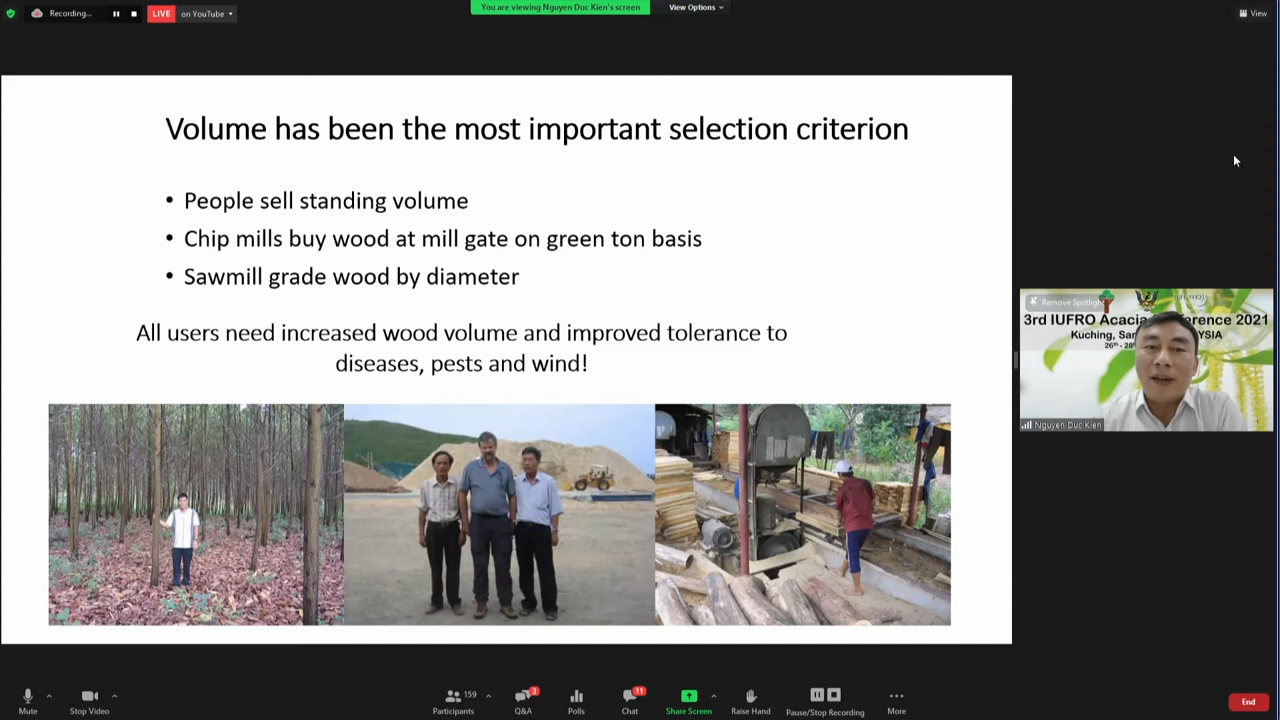 Recording...
LIVE on YouTube
You are viewing Nguyen Duc Kien's screen
View Options
View
Volume has been the most important selection criterion
• People sell standing volume
• Chip mills buy wood at mill gate on green ton basis
• Sawmill grade wood by diameter
All users need increased wood volume and improved tolerance to
diseases, pests and wind!
Remove Spotlight
3rd IUFRO Acacia Conference 2021
Kuching,
26th - 28th
Nguyen Duc Kien
Mute
Stop Video
Participants 159
Q&A 3
Polls
Chat 11
Share Screen
Raise Hand
Pause/Stop Recording
More
End